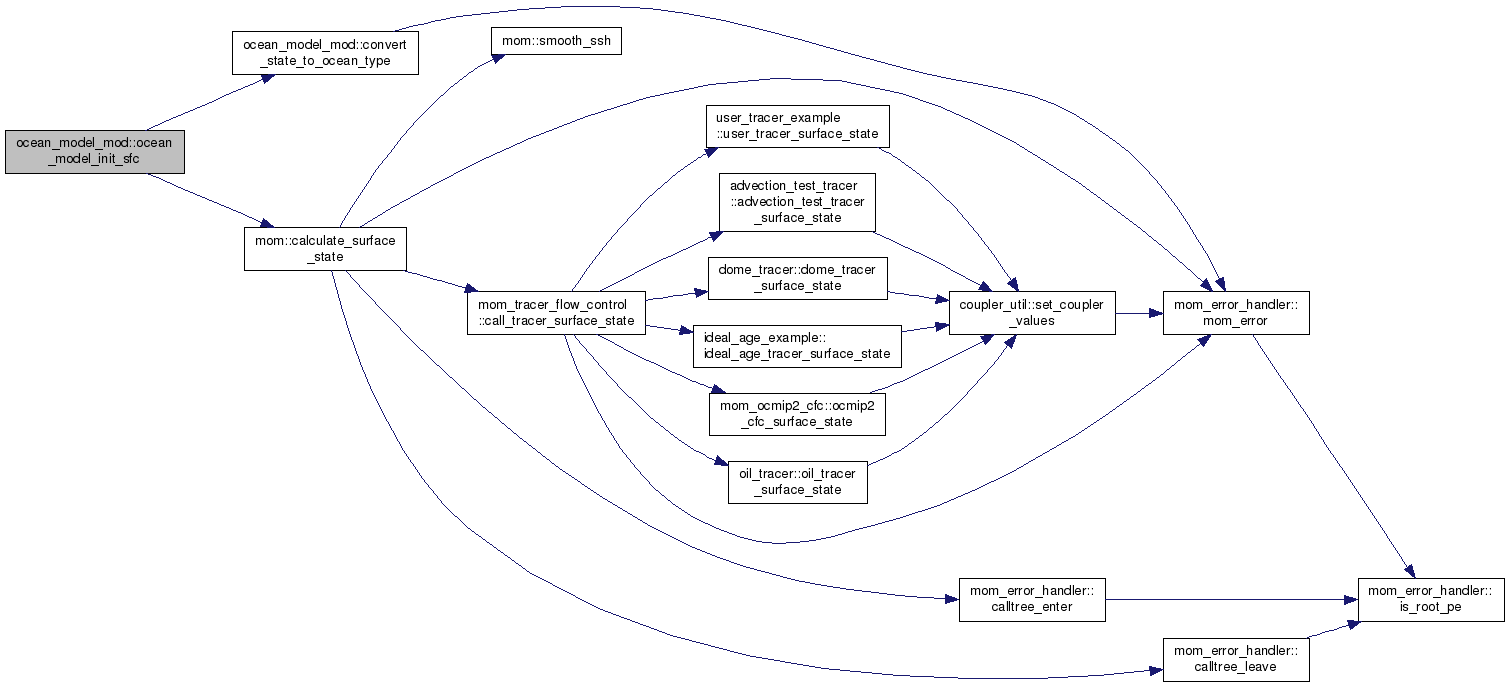 ocean_model_mod::ocean
_model_init_sfc
ocean_model_mod::convert
_state_to_ocean_type
mom::calculate_surface
_state
mom::smooth_ssh
mom_tracer_flow_control
::call_tracer_surface_state
user_tracer_example
::user_tracer_surface_state
advection_test_tracer
::advection_test_tracer
_surface_state
dome_tracer::dome_tracer
_surface_state
ideal_age_example::
ideal_age_tracer_surface_state
mom_ocmip2_cfc::ocmip2
_cfc_surface_state
oil_tracer::oil_tracer
_surface_state
coupler_util::set_coupler
_values
mom_error_handler::
mom_error
mom_error_handler::
calltree_enter
mom_error_handler::
calltree_leave
mom_error_handler::
is_root_pe